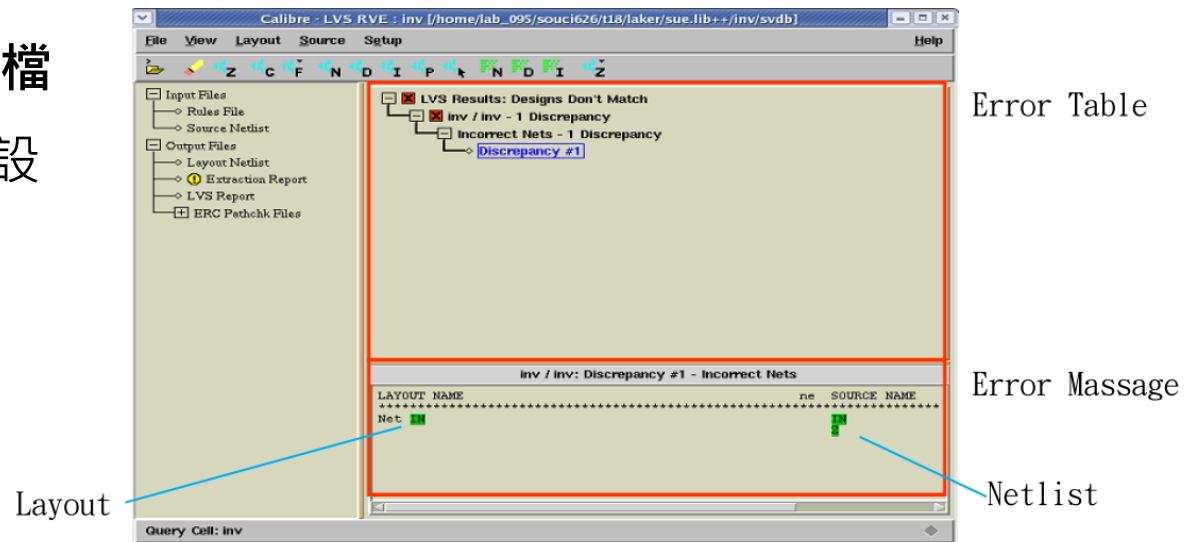 檔
設
Calibre - LVS RVE : inv [/home/lab_095/souci626/t18/laker/sue.lib++/inv/svdb]
File View Layout Source Setup Help
Z C F N D I P N D I Z
Input Files
Rules File
Source Netlist
Output Files
Layout Netlist
Extraction Report
LVS Report
ERC Pathchk Files
LVS Results: Designs Don't Match
inv / inv - 1 Discrepancy
Incorrect Nets - 1 Discrepancy
Discrepancy #1
Error Table
inv / inv: Discrepancy #1 - Incorrect Nets
LAYOUT NAME ne SOURCE NAME
Net IN IN
2
Error Massage
Layout
Netlist
Query Cell: inv